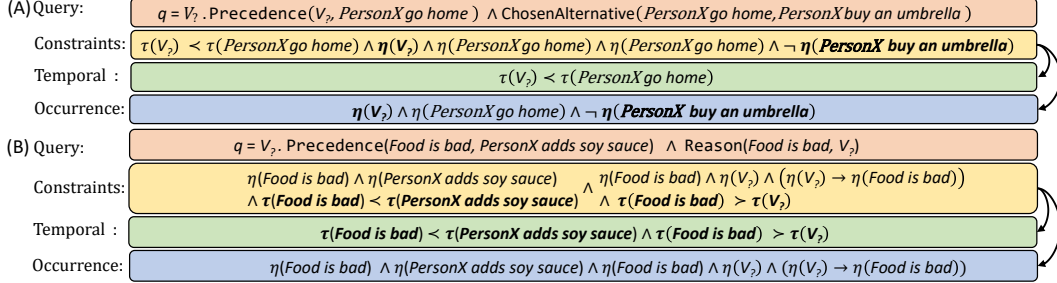 (A) Query: q = V?. Precedence(V?, PersonX go home) ∧ ChosenAlternative(PersonX go home, PersonX buy an umbrella)
Constraints: τ(V?) ≺ τ(PersonX go home) ∧ η(V?) ∧ η(PersonX go home) ∧ η(PersonX go home) ∧ ¬ η(PersonX buy an umbrella)
Temporal : τ(V?) ≺ τ(PersonX go home)
Occurrence: η(V?) ∧ η(PersonX go home) ∧ ¬ η(PersonX buy an umbrella)
(B) Query: q = V?. Precedence(Food is bad, PersonX adds soy sauce) ∧ Reason(Food is bad, V?)
Constraints: η(Food is bad) ∧ η(PersonX adds soy sauce) ∧ τ(Food is bad) ≺ τ(PersonX adds soy sauce) ∧ η(Food is bad) ∧ η(V?) ∧ (η(V?) → η(Food is bad)) ∧ τ(Food is bad) ≻ τ(V?)
Temporal : τ(Food is bad) ≺ τ(PersonX adds soy sauce) ∧ τ(Food is bad) ≻ τ(V?)
Occurrence: η(Food is bad) ∧ η(PersonX adds soy sauce) ∧ η(Food is bad) ∧ η(V?) ∧ (η(V?) → η(Food is bad))